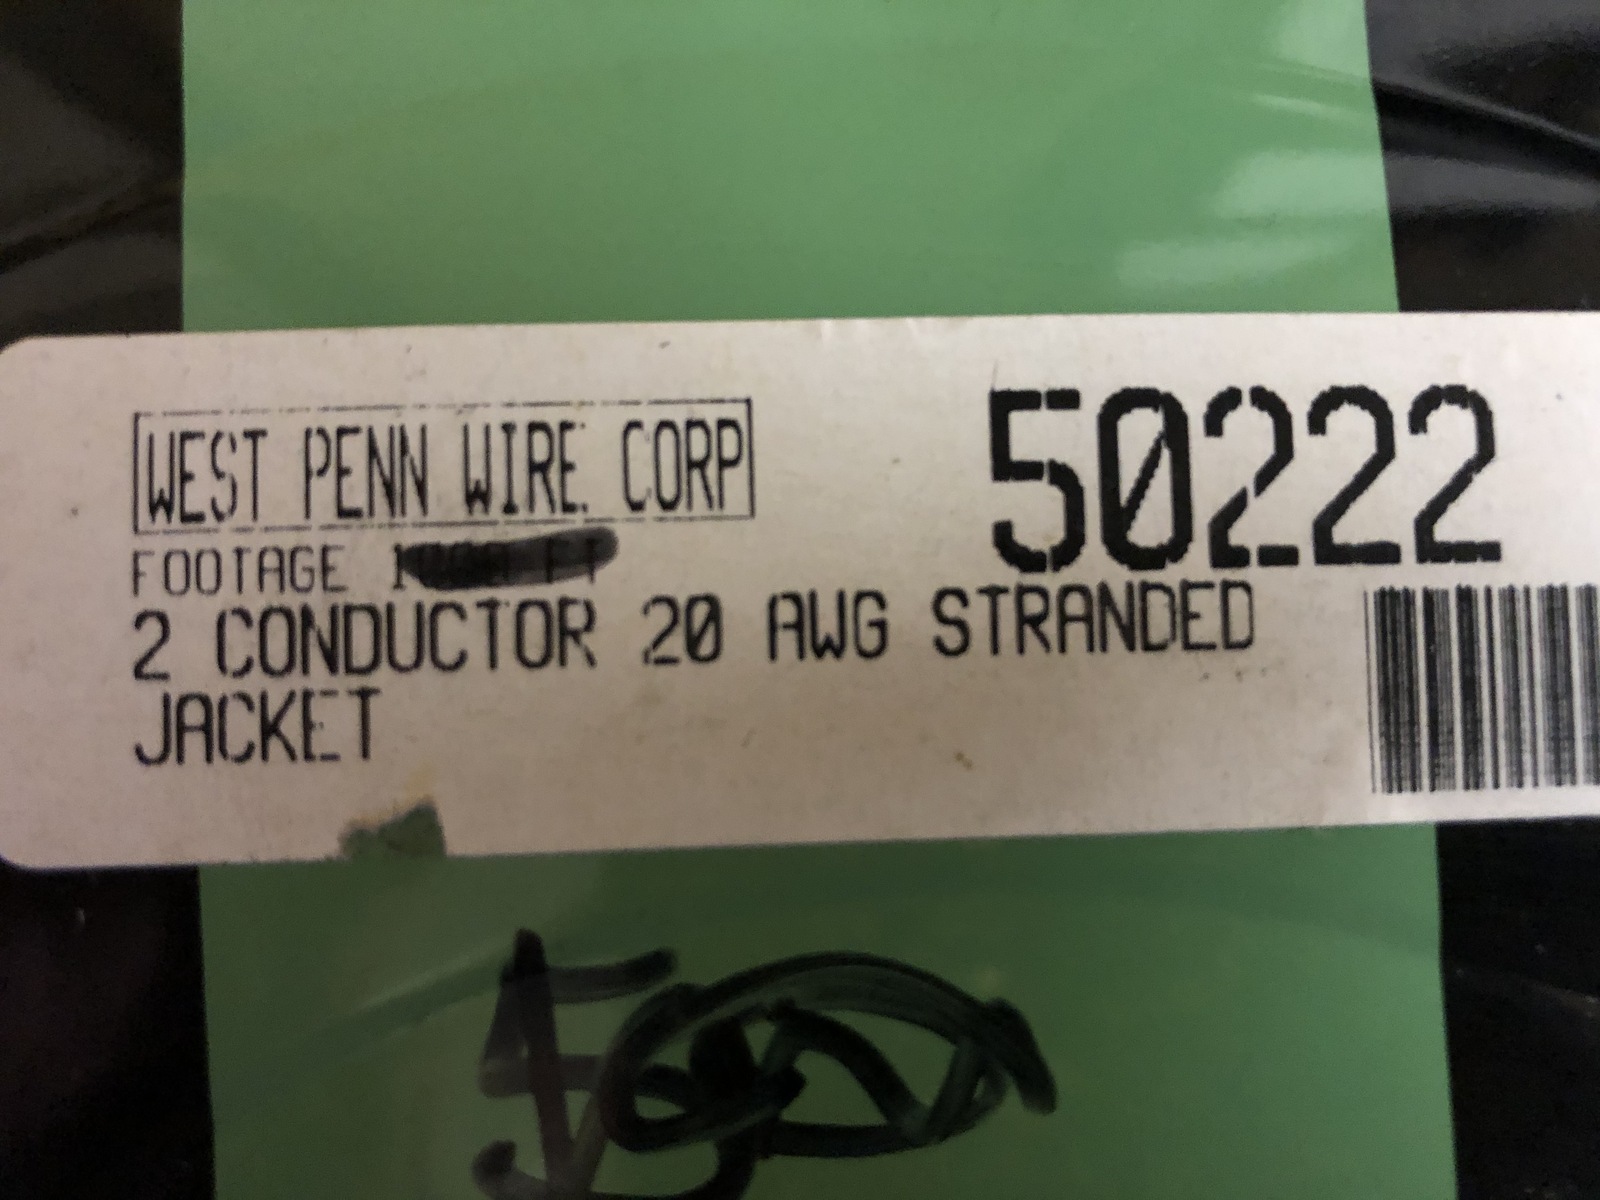 WEST PENN WIRE CORP
50222
FOOTAGE
2 CONDUCTOR 20 AWG STRANDED
JACKET